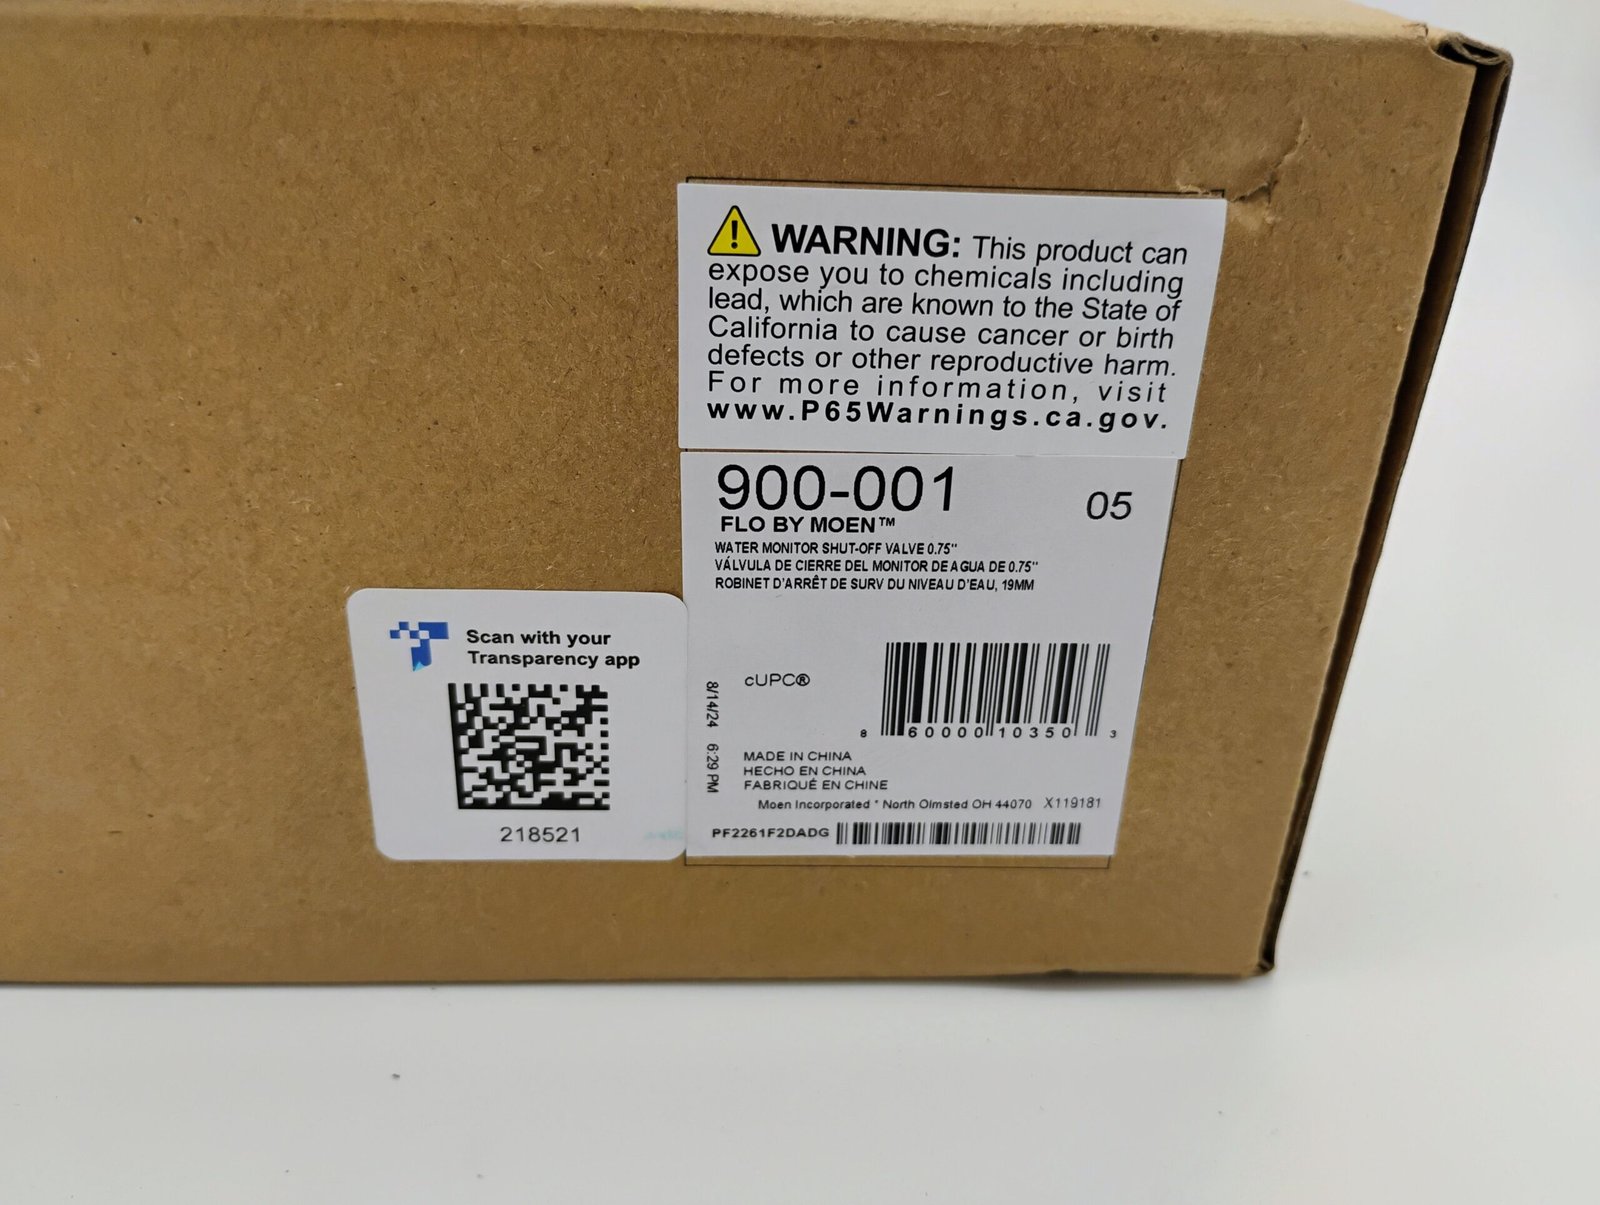 WARNING: This product can
expose you to chemicals including
lead, which are known to the State of
California to cause cancer or birth
defects or other reproductive harm.
For more information, visit
www.P65Warnings.ca.gov.
900-001
05
FLO BY MOEN™
WATER MONITOR SHUT-OFF VALVE 0.75"
VÁLVULA DE CIERRE DEL MONITOR DE AGUA DE 0.75"
ROBINET D'ARRÊT DE SURV DU NIVEAU D'EAU, 19MM
Scan with your
Transparency app
218521
8/14/24 6:29 PM
cUPC®
8 60000 10350 3
MADE IN CHINA
HECHO EN CHINA
FABRIQUÉ EN CHINE
Moen Incorporated * North Olmsted OH 44070 X119181
PF2261F2DADG